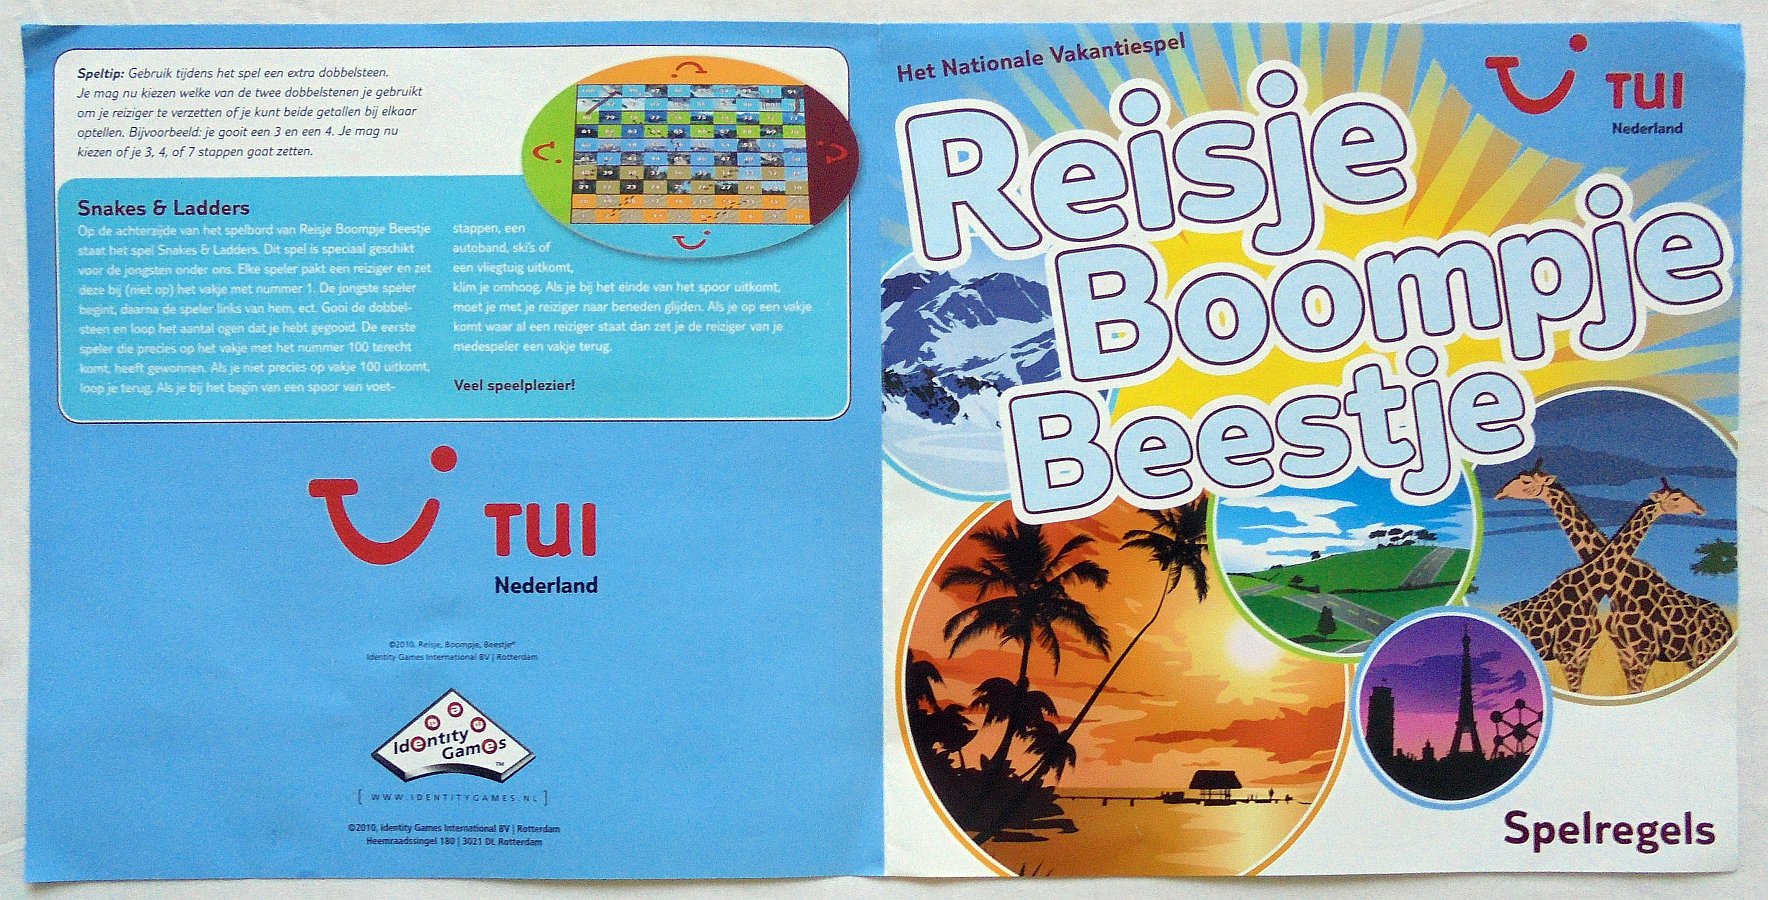 Speltip: Gebruik tijdens het spel een extra dobbelsteen.
Je mag nu kiezen welke van de twee dobbelstenen je gebruikt
om je reiziger te verzetten of je kunt beide getallen bij elkaar
optellen. Bijvoorbeeld: je gooit een 3 en een 4. Je mag nu
kiezen of je 3, 4, of 7 stappen gaat zetten.
Snakes & Ladders
Op de achterzijde van het spelbord van Reisje Boompje Beestje
staat het spel Snakes & Ladders. Dit spel is speciaal geschikt
voor de jongsten onder ons. Elke speler pakt een reiziger en zet
deze bij (niet op) het vakje met nummer 1. De jongste speler
begint, daarna de speler links van hem, ect. Gooi de dobbel-
steen en loop het aantal ogen dat je hebt gegooid. De eerste
speler die precies op het vakje met het nummer 100 terecht
komt, heeft gewonnen. Als je niet precies op vakje 100 uitkomt,
loop je terug. Als je bij het begin van een spoor van voet-
stappen, een
autoband, ski's of
een vliegtuig uitkomt,
klim je omhoog. Als je bij het einde van het spoor uitkomt,
moet je met je reiziger naar beneden glijden. Als je op een vakje
komt waar al een reiziger staat dan zet je de reiziger van je
medespeler een vakje terug.
Veel speelplezier!
TUI
Nederland
©2010, Reisje, Boompje, Beestje®
Identity Games International BV | Rotterdam
Identity
Games
™
[ WWW.IDENTITYGAMES.NL ]
©2010, Identity Games International BV | Rotterdam
Heemraadssingel 180 | 3021 DL Rotterdam
Het Nationale Vakantiespel
TUI
Nederland
Reisje
Boompje
Beestje
Spelregels